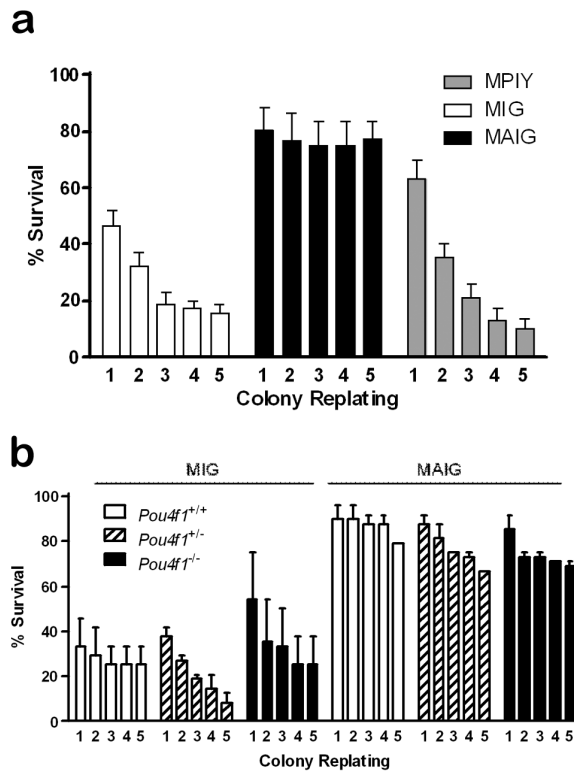 a
100
80
60
40
20
0
% Survival
MPIY
MIG
MAIG
1 2 3 4 5 1 2 3 4 5 1 2 3 4 5
Colony Replating
b
MIG MAIG
100
80
60
40
20
0
% Survival
Pou4f1+/+
Pou4f1+/-
Pou4f1-/-
1 2 3 4 5 1 2 3 4 5 1 2 3 4 5 1 2 3 4 5 1 2 3 4 5 1 2 3 4 5
Colony Replating